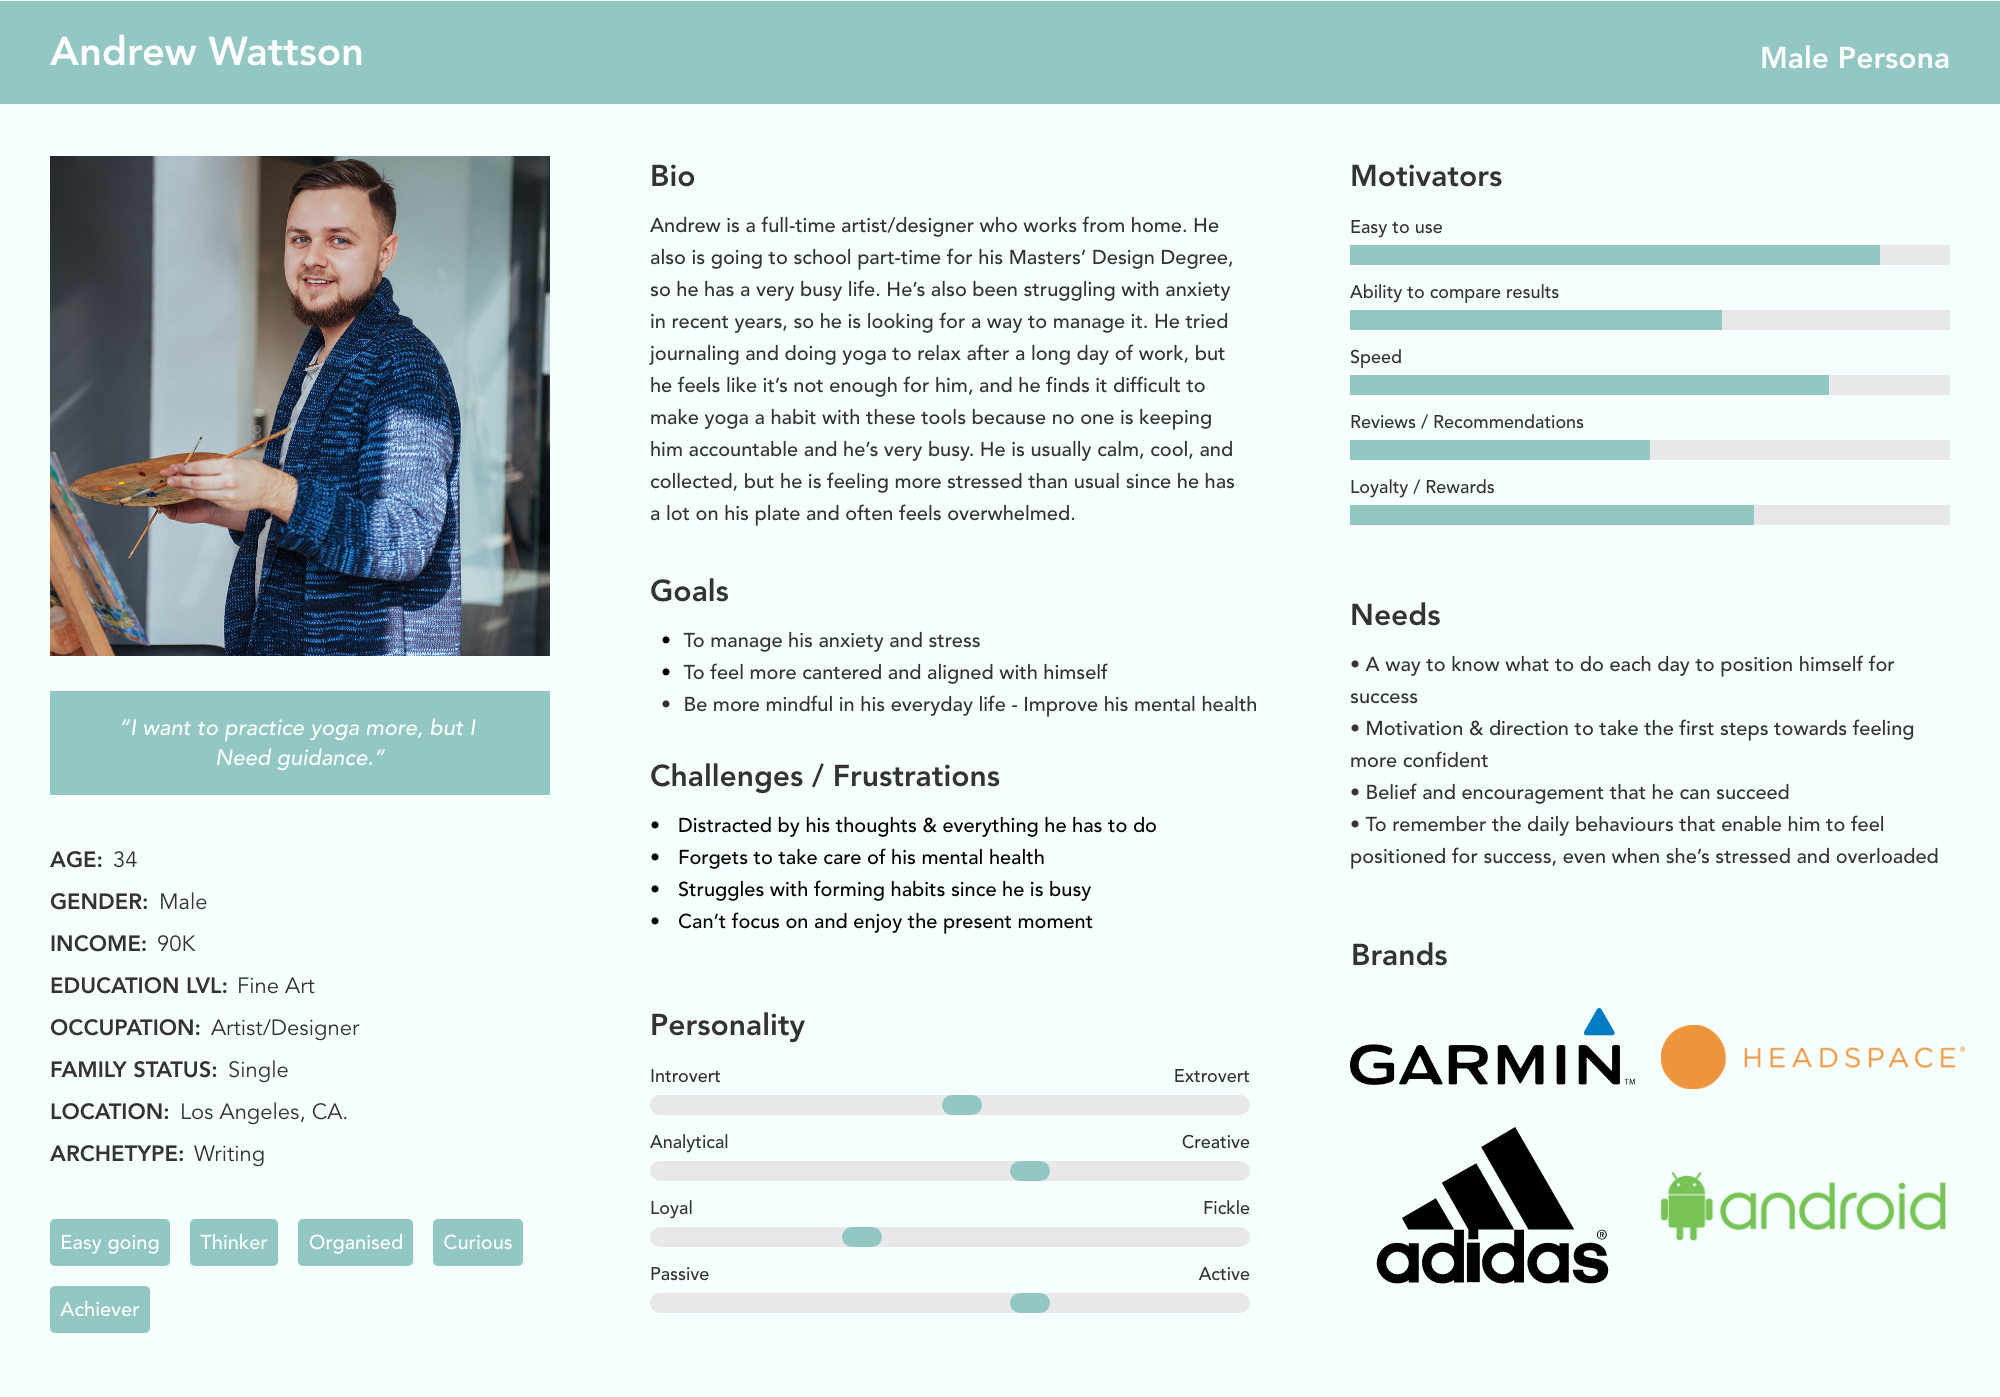 Andrew Wattson
Male Persona
“I want to practice yoga more, but I
Need guidance.”
AGE: 34
GENDER: Male
INCOME: 90K
EDUCATION LVL: Fine Art
OCCUPATION: Artist/Designer
FAMILY STATUS: Single
LOCATION: Los Angeles, CA.
ARCHETYPE: Writing
Easy going Thinker Organised Curious
Achiever
Bio
Andrew is a full-time artist/designer who works from home. He
also is going to school part-time for his Masters’ Design Degree,
so he has a very busy life. He’s also been struggling with anxiety
in recent years, so he is looking for a way to manage it. He tried
journaling and doing yoga to relax after a long day of work, but
he feels like it’s not enough for him, and he finds it difficult to
make yoga a habit with these tools because no one is keeping
him accountable and he’s very busy. He is usually calm, cool, and
collected, but he is feeling more stressed than usual since he has
a lot on his plate and often feels overwhelmed.
Goals
• To manage his anxiety and stress
• To feel more cantered and aligned with himself
• Be more mindful in his everyday life - Improve his mental health
Challenges / Frustrations
• Distracted by his thoughts & everything he has to do
• Forgets to take care of his mental health
• Struggles with forming habits since he is busy
• Can’t focus on and enjoy the present moment
Personality
Introvert Extrovert
Analytical Creative
Loyal Fickle
Passive Active
Motivators
Easy to use
Ability to compare results
Speed
Reviews / Recommendations
Loyalty / Rewards
Needs
• A way to know what to do each day to position himself for
success
• Motivation & direction to take the first steps towards feeling
more confident
• Belief and encouragement that he can succeed
• To remember the daily behaviours that enable him to feel
positioned for success, even when she’s stressed and overloaded
Brands
GARMIN™
HEADSPACE®
adidas®
android